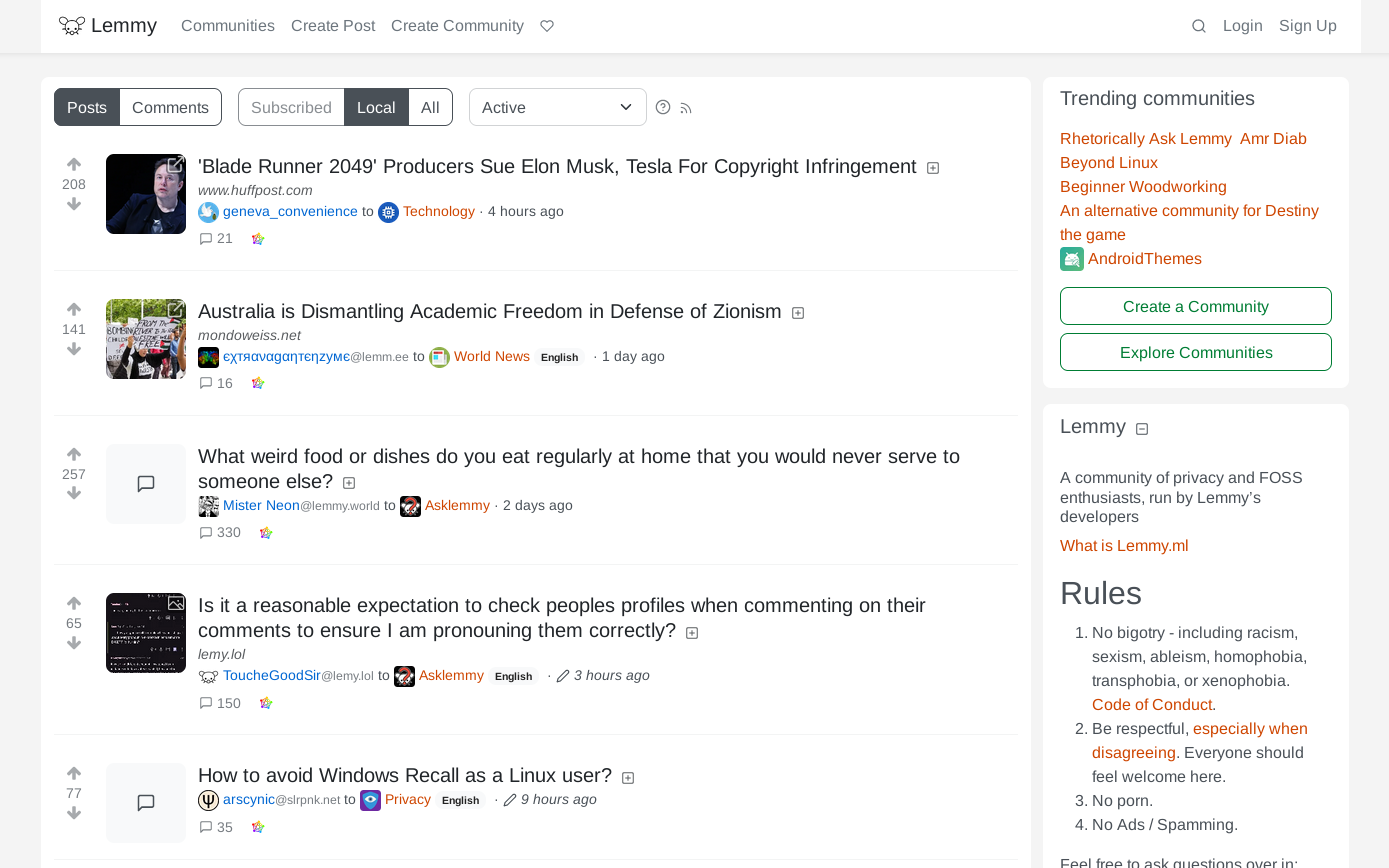 Lemmy Communities Create Post Create Community Login Sign Up
Posts Comments Subscribed Local All Active
208
'Blade Runner 2049' Producers Sue Elon Musk, Tesla For Copyright Infringement
www.huffpost.com
geneva_convenience to Technology · 4 hours ago
21
141
Australia is Dismantling Academic Freedom in Defense of Zionism
mondoweiss.net
єχтяαναgαηтєηzумє@lemm.ee to World News English · 1 day ago
16
257
What weird food or dishes do you eat regularly at home that you would never serve to
someone else?
Mister Neon@lemmy.world to Asklemmy · 2 days ago
330
65
Is it a reasonable expectation to check peoples profiles when commenting on their
comments to ensure I am pronouning them correctly?
lemy.lol
ToucheGoodSir@lemy.lol to Asklemmy English · 3 hours ago
150
77
How to avoid Windows Recall as a Linux user?
arscynic@slrpnk.net to Privacy English · 9 hours ago
35
Trending communities
Rhetorically Ask Lemmy Amr Diab
Beyond Linux
Beginner Woodworking
An alternative community for Destiny
the game
AndroidThemes
Create a Community
Explore Communities
Lemmy
A community of privacy and FOSS
enthusiasts, run by Lemmy’s
developers
What is Lemmy.ml
Rules
1. No bigotry - including racism,
sexism, ableism, homophobia,
transphobia, or xenophobia.
Code of Conduct.
2. Be respectful, especially when
disagreeing. Everyone should
feel welcome here.
3. No porn.
4. No Ads / Spamming.
Feel free to ask questions over in: